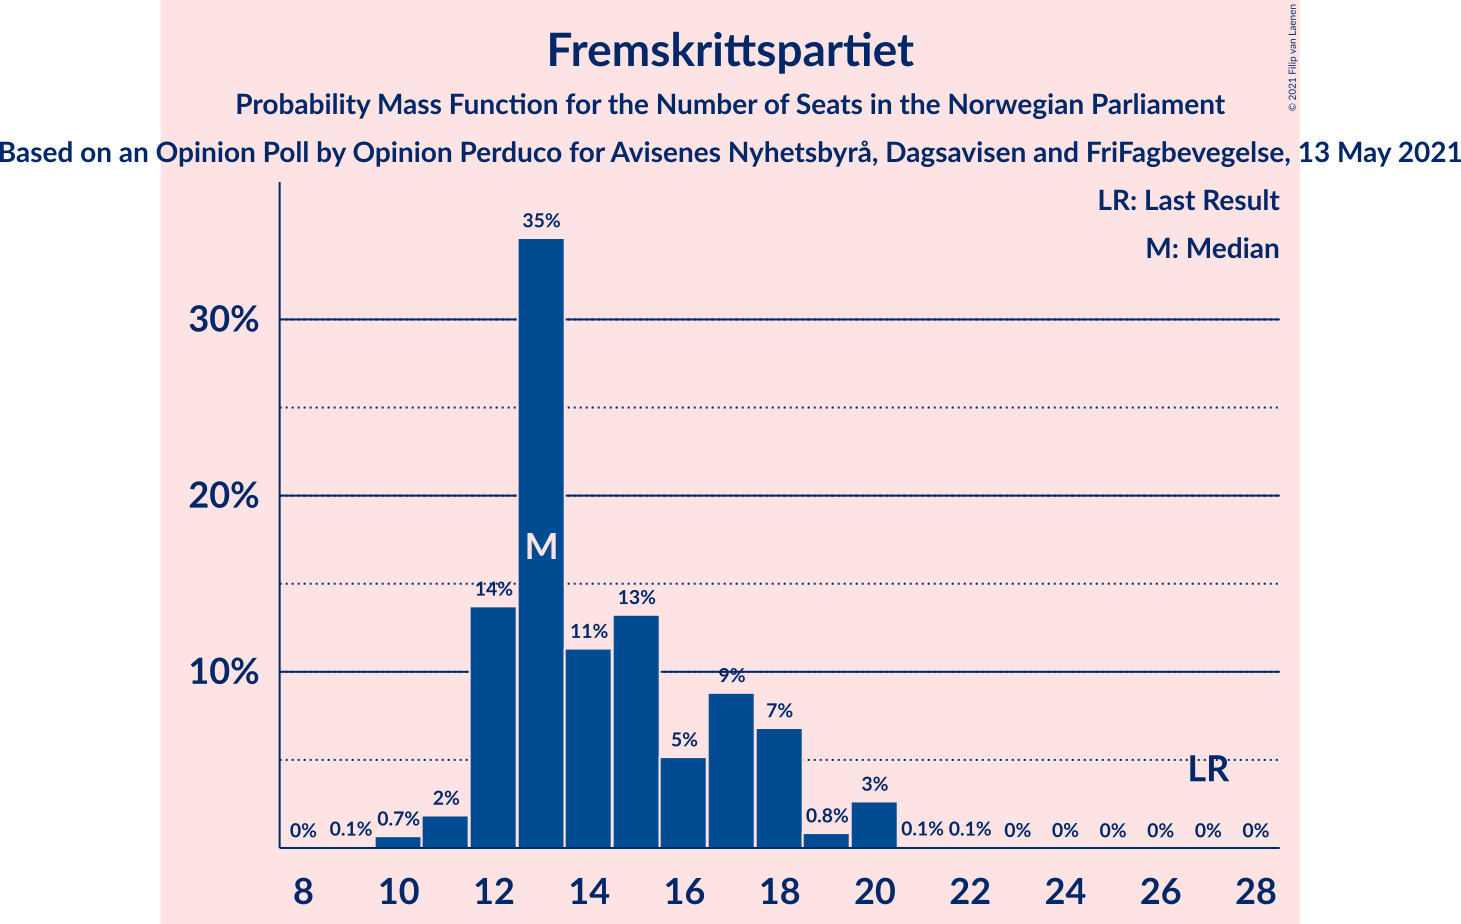 Fremskrittspartiet
Probability Mass Function for the Number of Seats in the Norwegian Parliament
Based on an Opinion Poll by Opinion Perduco for Avisenes Nyhetsbyrå, Dagsavisen and FriFagbevegelse, 13 May 2021
© 2021 Filip van Laenen
LR: Last Result
M: Median
35%
30%
20%
M
14%
13%
11%
10%
9%
7%
5%
LR
3%
2%
0.7%
0.8%
0% 0.1% 0.1% 0.1% 0% 0% 0% 0% 0% 0%
8 10 12 14 16 18 20 22 24 26 28